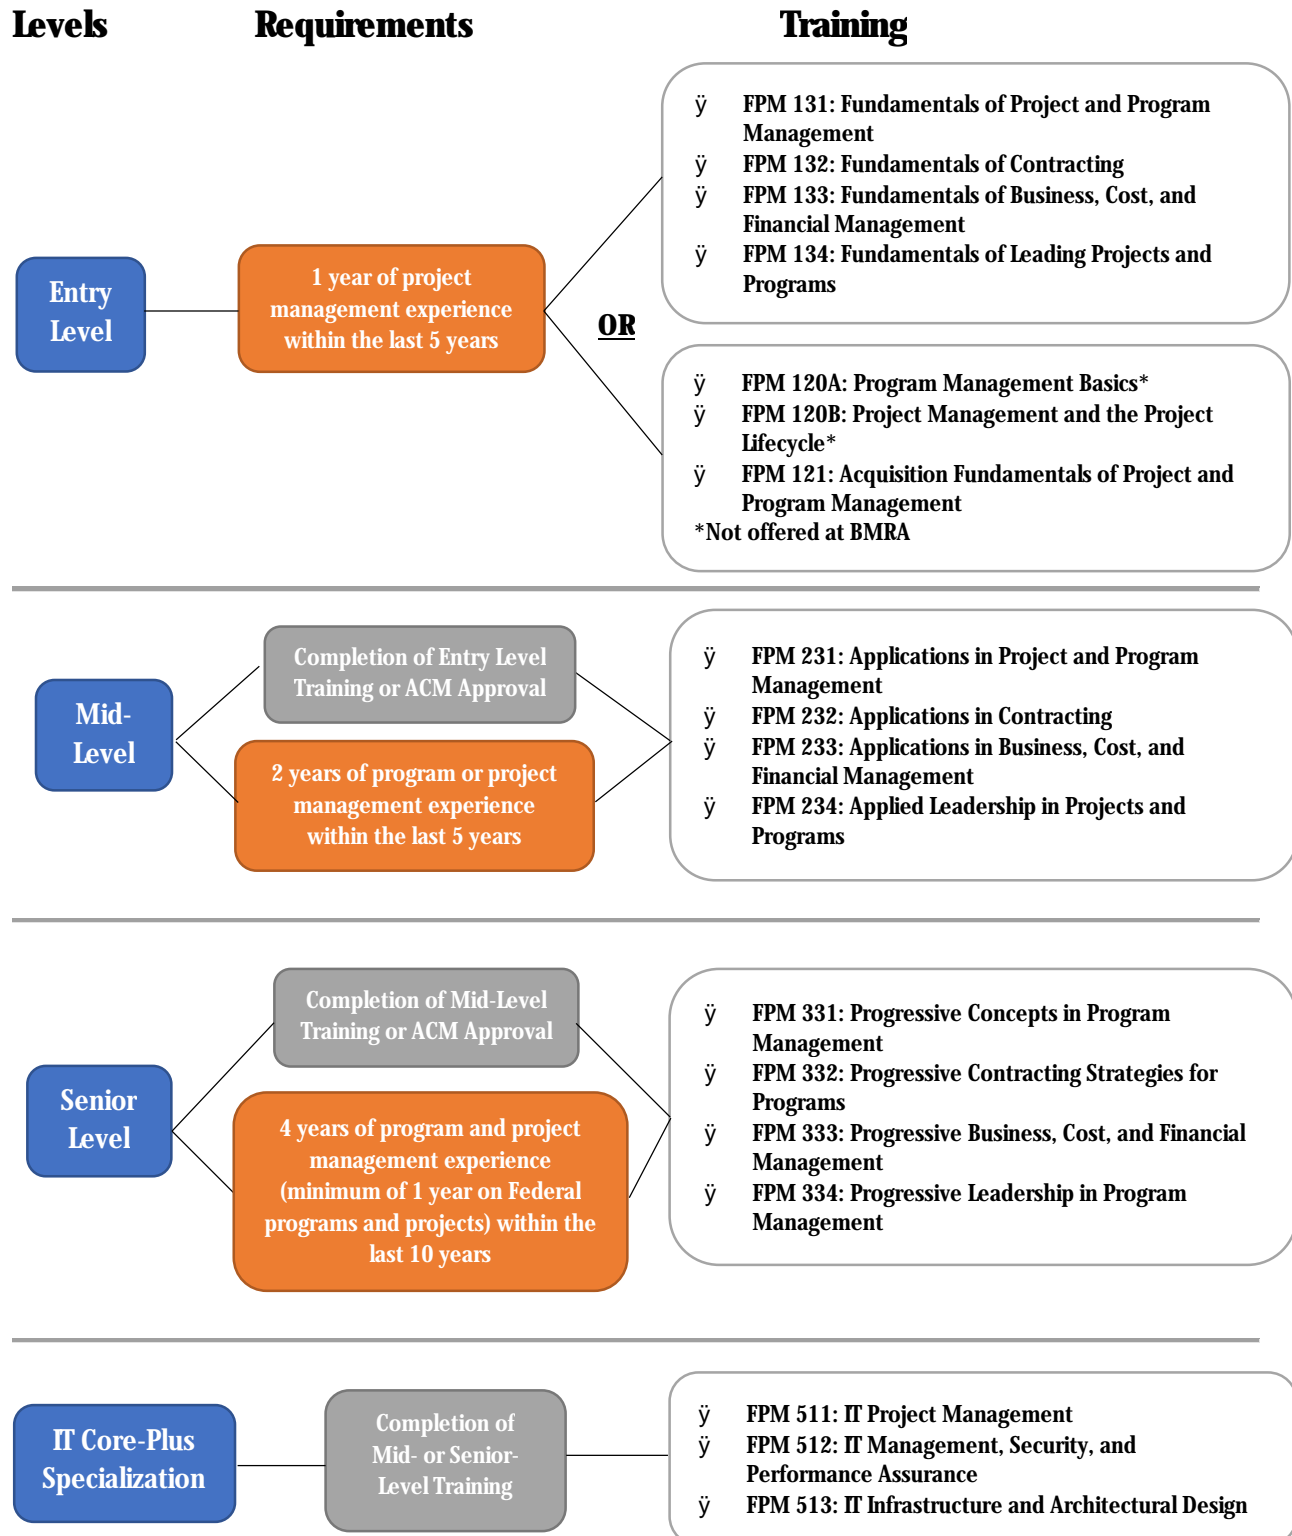 Levels Requirements Training
ÿ FPM 131: Fundamentals of Project and Program
Management
ÿ FPM 132: Fundamentals of Contracting
ÿ FPM 133: Fundamentals of Business, Cost, and
Financial Management
ÿ FPM 134: Fundamentals of Leading Projects and
Programs
Entry
Level
1 year of project
management experience
within the last 5 years
OR
ÿ FPM 120A: Program Management Basics*
ÿ FPM 120B: Project Management and the Project
Lifecycle*
ÿ FPM 121: Acquisition Fundamentals of Project and
Program Management
*Not offered at BMRA
Mid-
Level
Completion of Entry Level
Training or ACM Approval
2 years of program or project
management experience
within the last 5 years
ÿ FPM 231: Applications in Project and Program
Management
ÿ FPM 232: Applications in Contracting
ÿ FPM 233: Applications in Business, Cost, and
Financial Management
ÿ FPM 234: Applied Leadership in Projects and
Programs
Senior
Level
Completion of Mid-Level
Training or ACM Approval
4 years of program and project
management experience
(minimum of 1 year on Federal
programs and projects) within the
last 10 years
ÿ FPM 331: Progressive Concepts in Program
Management
ÿ FPM 332: Progressive Contracting Strategies for
Programs
ÿ FPM 333: Progressive Business, Cost, and Financial
Management
ÿ FPM 334: Progressive Leadership in Program
Management
IT Core-Plus
Specialization
Completion of
Mid- or Senior-
Level Training
ÿ FPM 511: IT Project Management
ÿ FPM 512: IT Management, Security, and
Performance Assurance
ÿ FPM 513: IT Infrastructure and Architectural Design